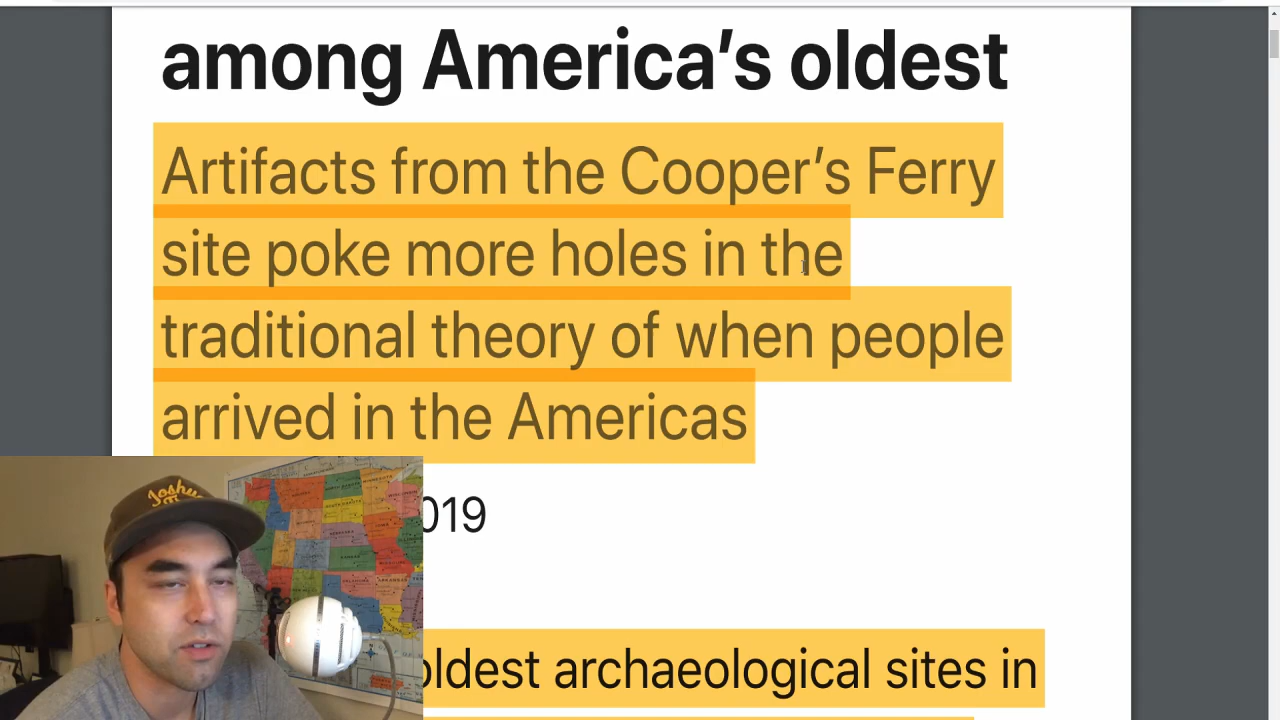 among America's oldest
Artifacts from the Cooper's Ferry
site poke more holes in the
traditional theory of when people
arrived in the Americas
019
oldest archaeological sites in
Joshu